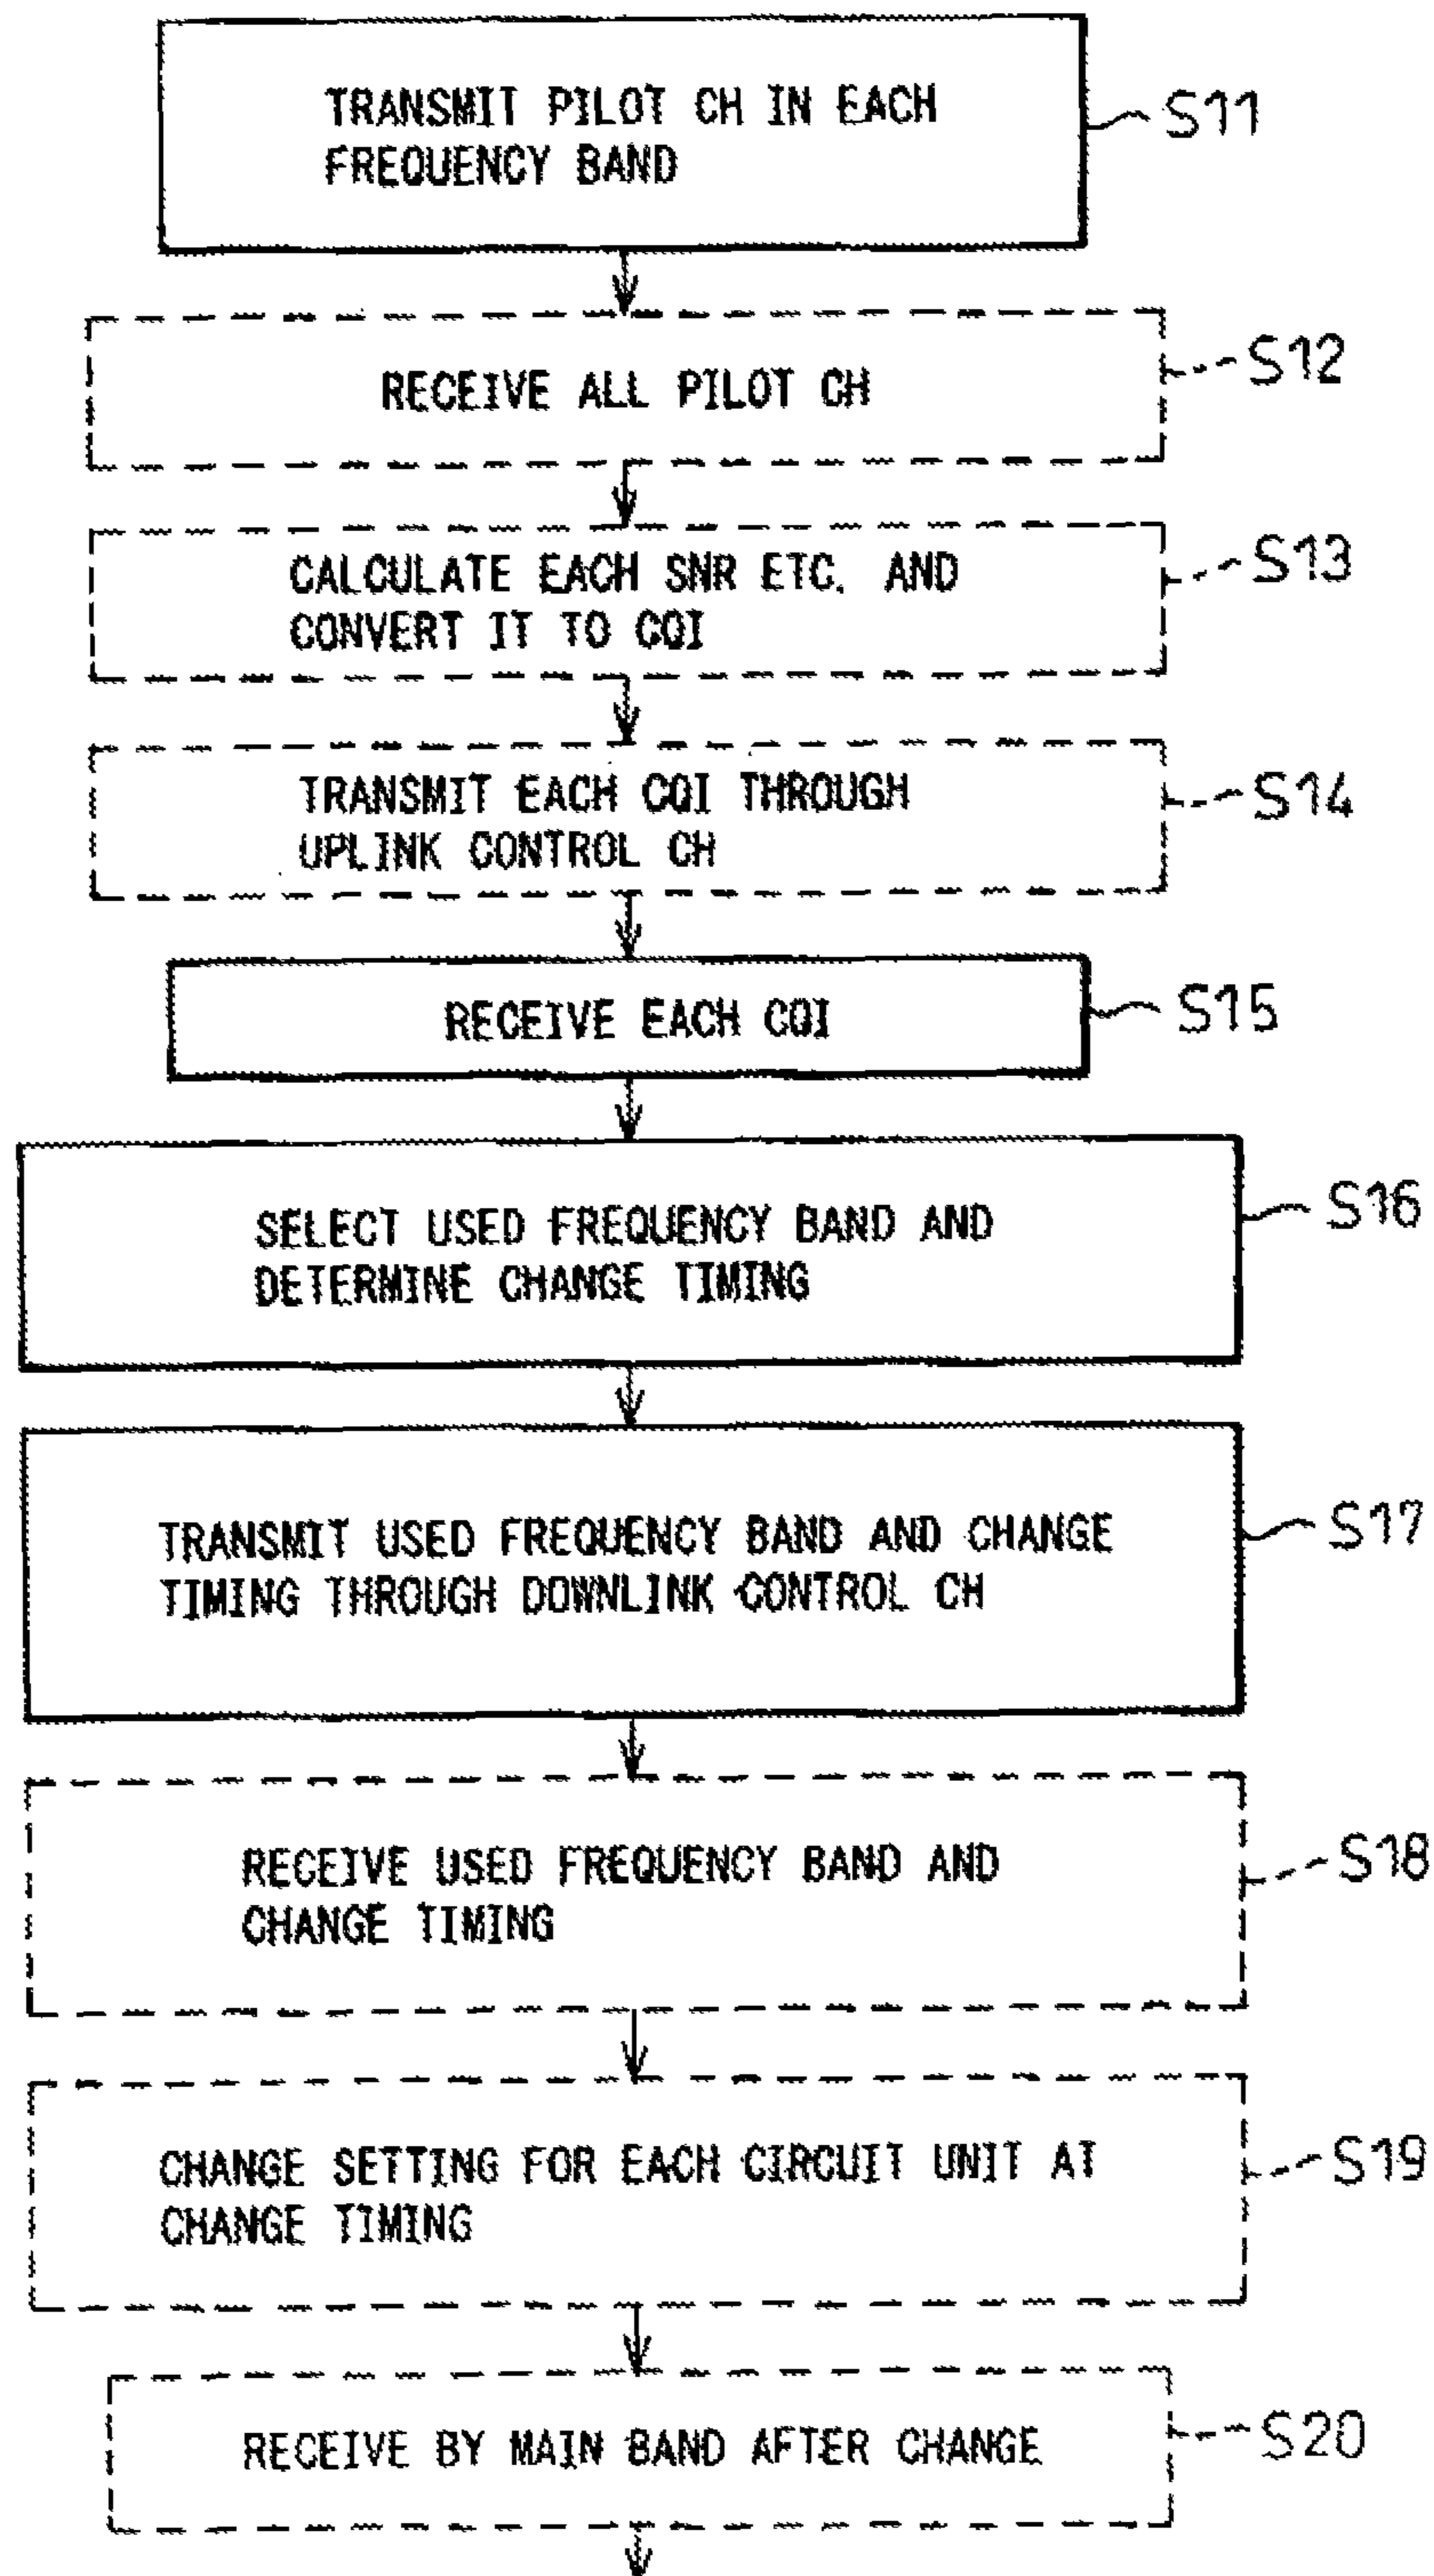 TRANSMIT PILOT CH IN EACH
FREQUENCY BAND
S11
RECEIVE ALL PILOT CH
S12
CALCULATE EACH SNR ETC. AND
CONVERT IT TO CQI
S13
TRANSMIT EACH CQI THROUGH
UPLINK CONTROL CH
S14
RECEIVE EACH CQI
S15
SELECT USED FREQUENCY BAND AND
DETERMINE CHANGE TIMING
S16
TRANSMIT USED FREQUENCY BAND AND CHANGE
TIMING THROUGH DOWNLINK CONTROL CH
S17
RECEIVE USED FREQUENCY BAND AND
CHANGE TIMING
S18
CHANGE SETTING FOR EACH CIRCUIT UNIT AT
CHANGE TIMING
S19
RECEIVE BY MAIN BAND AFTER CHANGE
S20